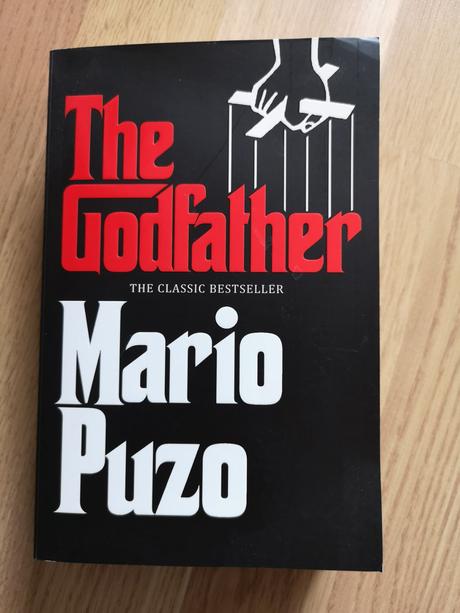 The
Godfather
THE CLASSIC BESTSELLER
Mario
Puzo